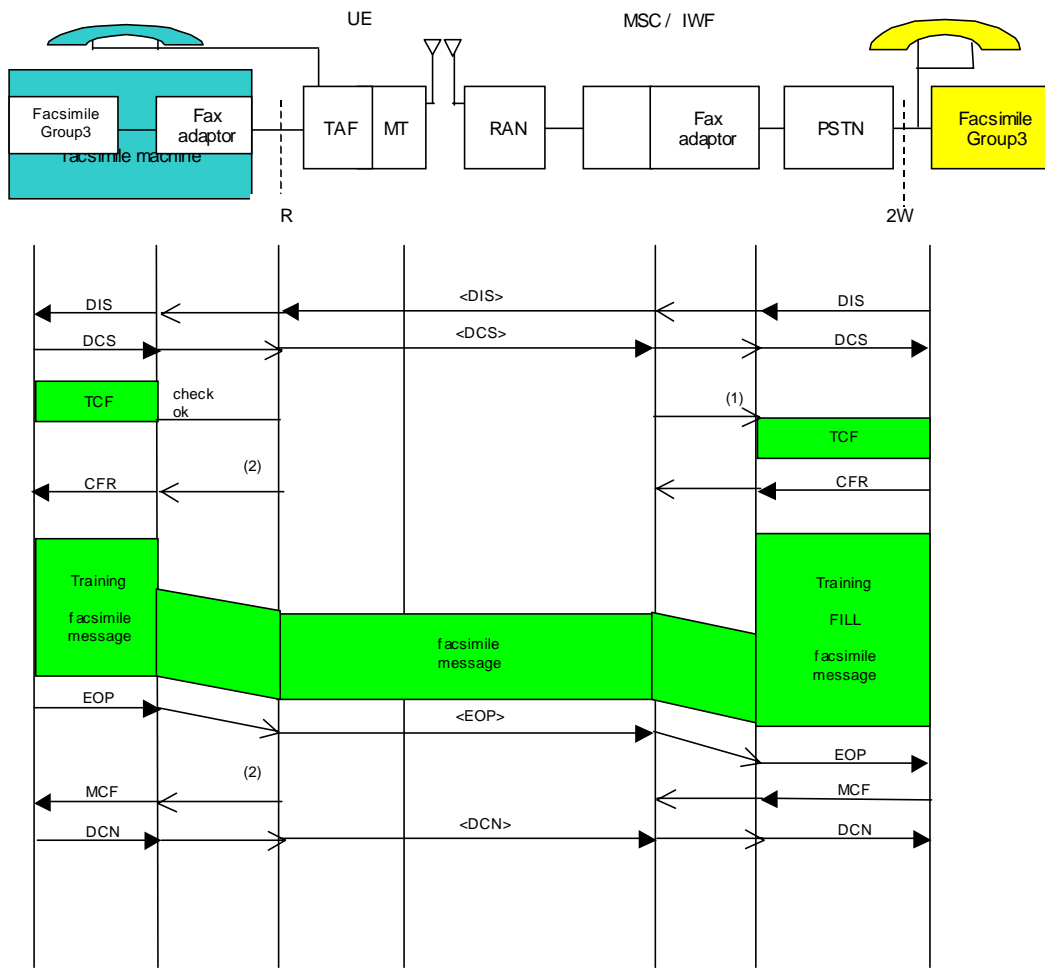 UE
MSC / IWF
Facsimile
Group3
Fax
adaptor
facsimile machine
TAF
MT
RAN
Fax
adaptor
PSTN
Facsimile
Group3
R
2W
DIS
<DIS>
DIS
DCS
<DCS>
DCS
TCF
check
ok
(1)
TCF
(2)
CFR
CFR
Training
facsimile
message
facsimile
message
Training
FILL
facsimile
message
EOP
<EOP>
EOP
(2)
MCF
MCF
DCN
<DCN>
DCN